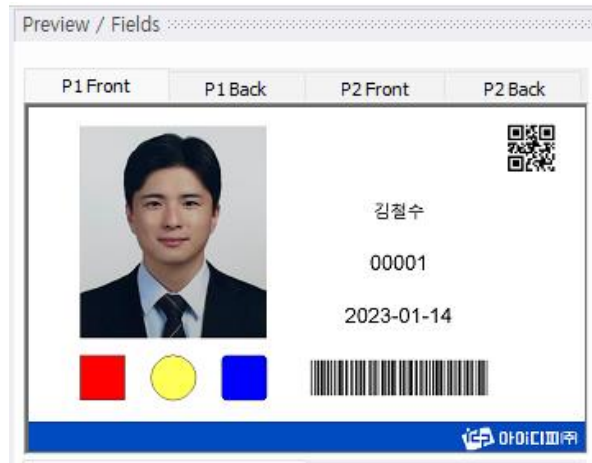 Preview / Fields
P1 Front
P1 Back
P2 Front
P2 Back
김철수
00001
2023-01-14
아이디피㈜